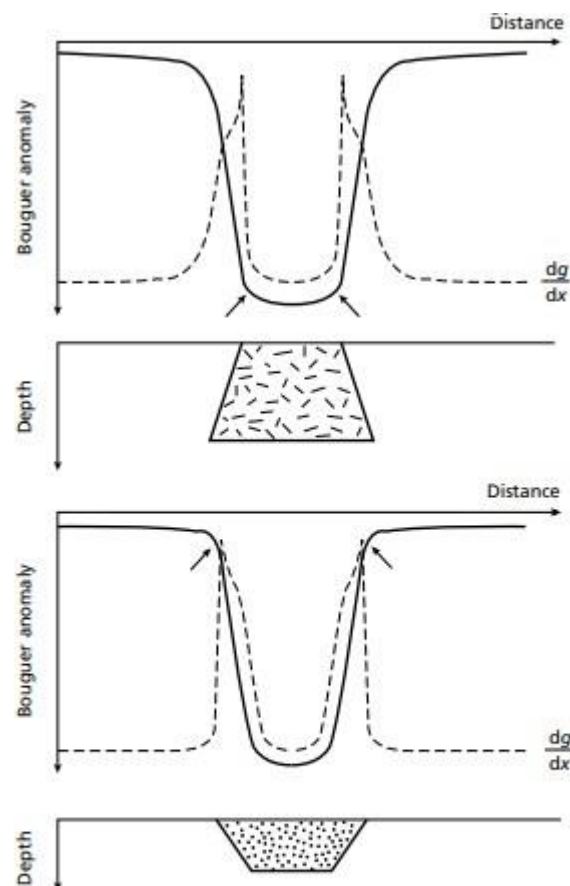 Distance
Bouguer anomaly
dg
dx
Depth
Distance
Bouguer anomaly
dg
dx
Depth